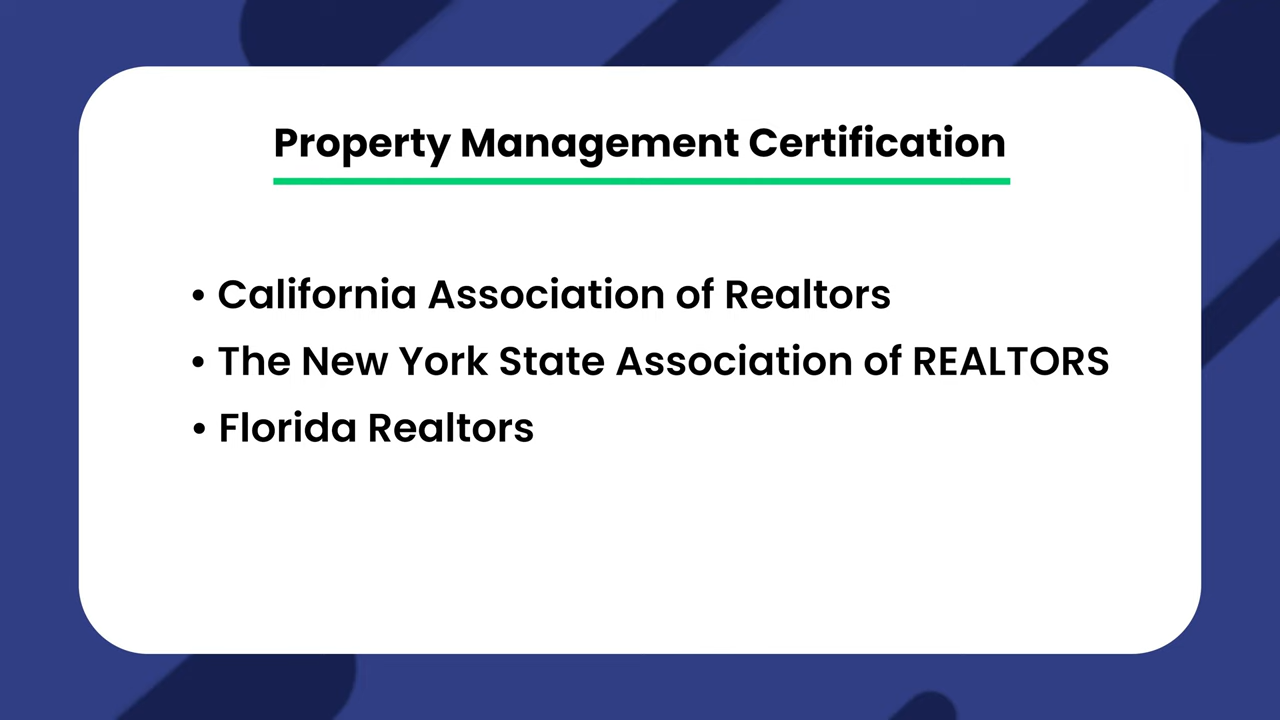 Property Management Certification
• California Association of Realtors
• The New York State Association of REALTORS
• Florida Realtors